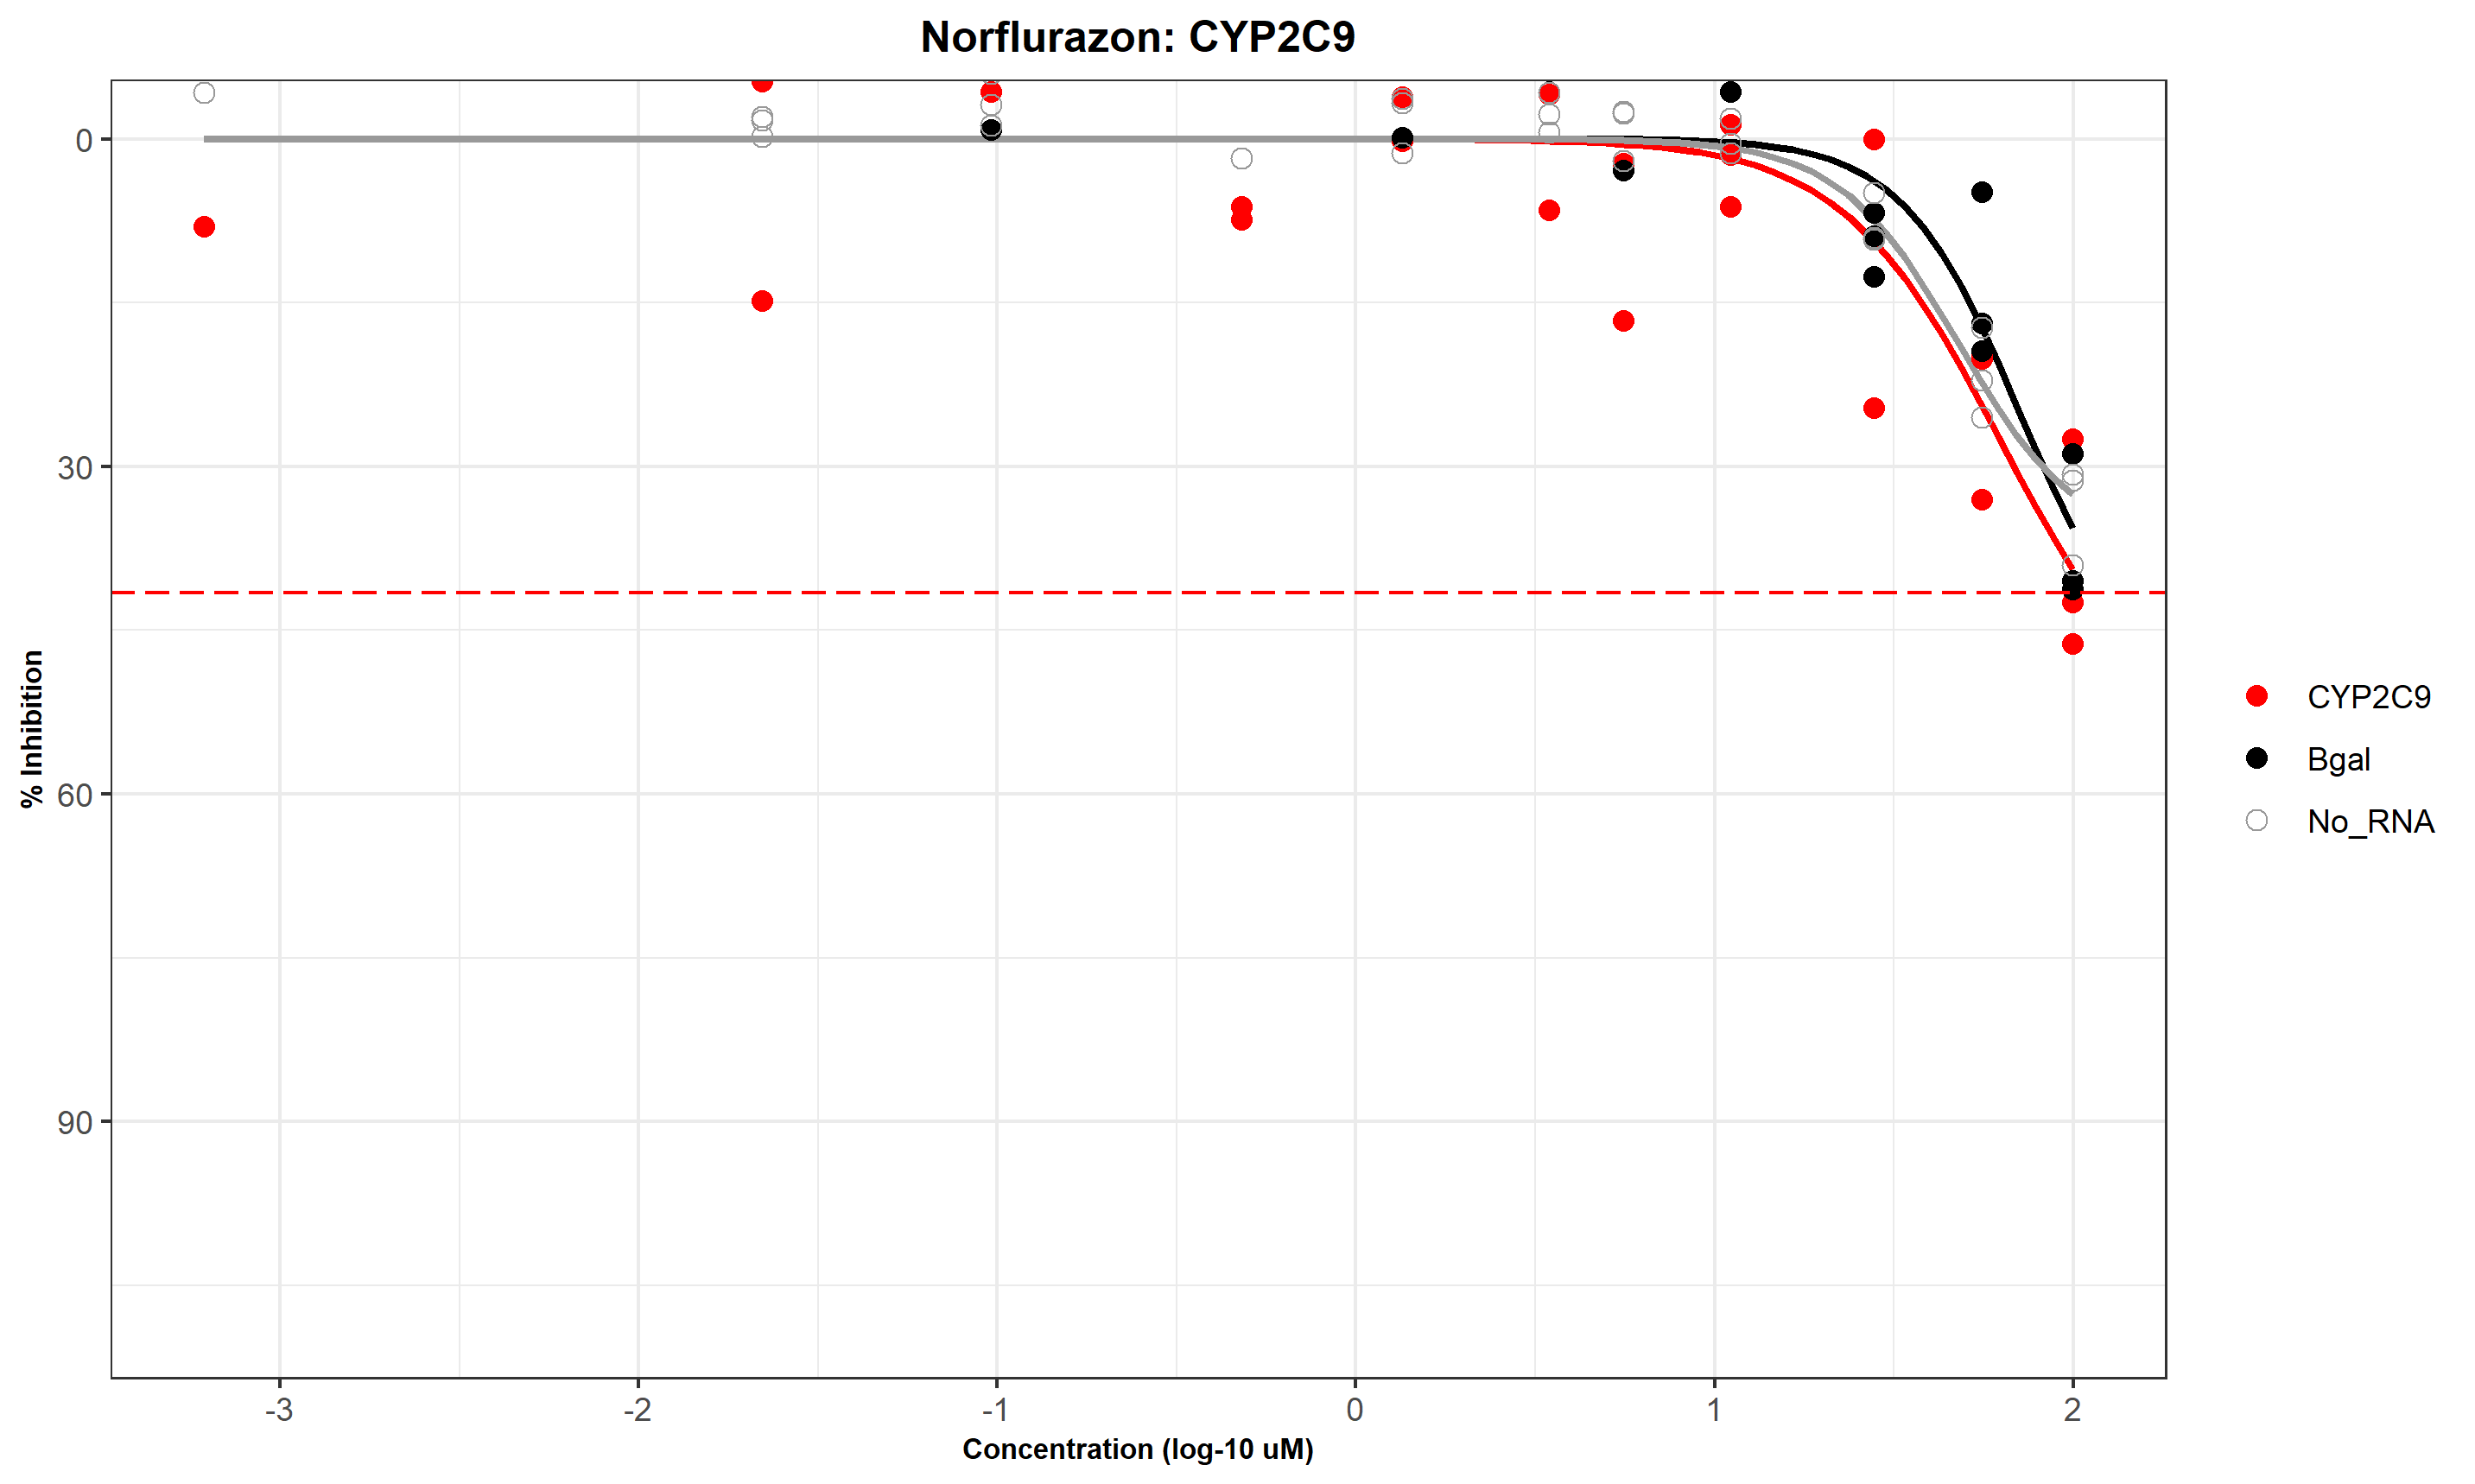 Norflurazon: CYP2C9
0
30
60
90
% Inhibition
-3
-2
-1
0
1
2
Concentration (log-10 uM)
CYP2C9
Bgal
No_RNA